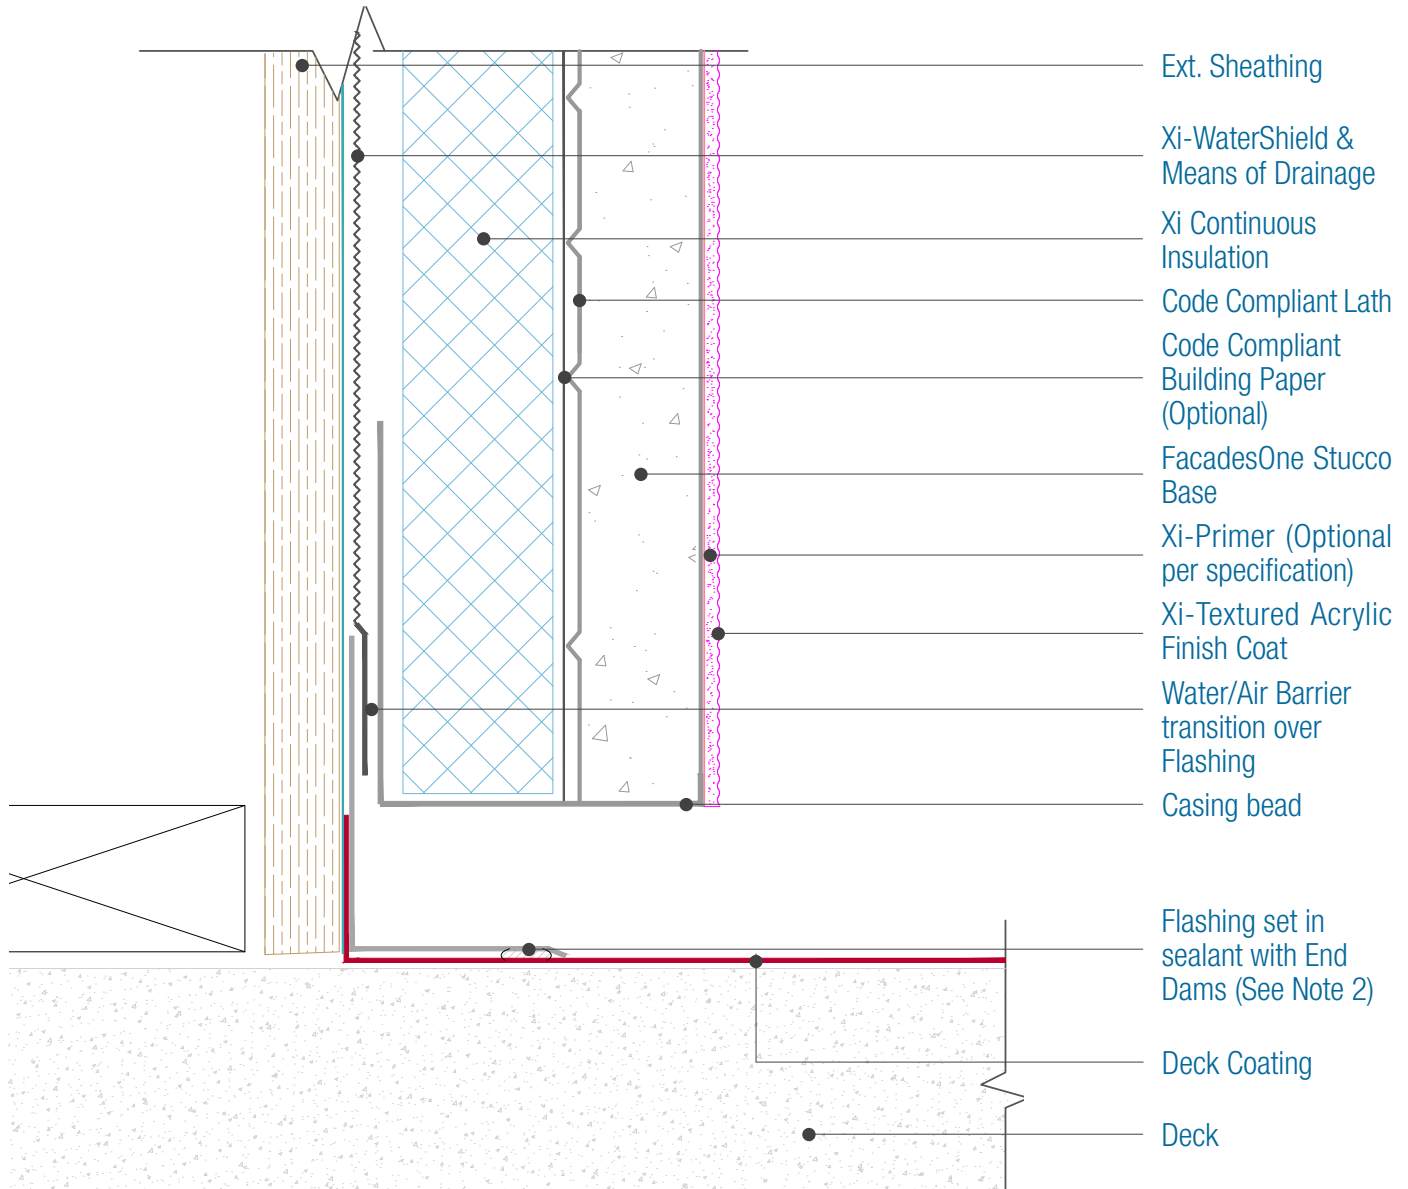 Ext. Sheathing
Xi-WaterShield &
Means of Drainage
Xi Continuous
Insulation
Code Compliant Lath
Code Compliant
Building Paper
(Optional)
FacadesOne Stucco
Base
Xi-Primer (Optional
per specification)
Xi-Textured Acrylic
Finish Coat
Water/Air Barrier
transition over
Flashing
Casing bead
Flashing set in
sealant with End
Dams (See Note 2)
Deck Coating
Deck